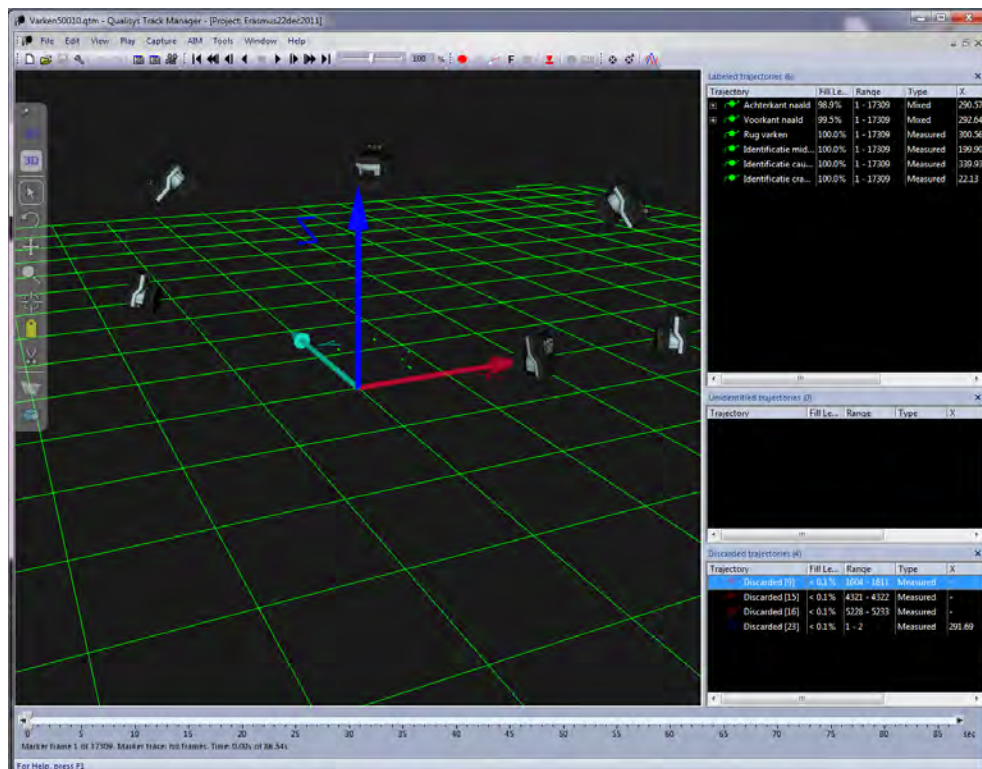 Varken50010.qtm - Qualisys Track Manager - [Project: Erasmus22dec2011]
File Edit View Play Capture AIM Tools Window Help
100 % F
3D
Z
Labeled trajectories (6)
Trajectory Fill Le... Range Type X
Achterkant naald 98.9% 1 - 17309 Mixed 290.57
Voorkant naald 99.5% 1 - 17309 Mixed 292.64
Rug varken 100.0% 1 - 17309 Measured 300.56
Identificatie mid... 100.0% 1 - 17309 Measured 199.90
Identificatie cau... 100.0% 1 - 17309 Measured 339.93
Identificatie cra... 100.0% 1 - 17309 Measured 22.13
Unidentified trajectories (0)
Trajectory Fill Le... Range Type X
Discarded trajectories (4)
Trajectory Fill Le... Range Type X
Discarded [9] < 0.1% 1604 - 1811 Measured -
Discarded [15] < 0.1% 4321 - 4322 Measured -
Discarded [16] < 0.1% 5228 - 5233 Measured -
Discarded [23] < 0.1% 1 - 2 Measured 291.69
0 5 10 15 20 25 30 35 40 45 50 55 60 65 70 75 80 85 sec
Marker frame 1 of 17309. Marker trace: no frames. Time: 0.00s of 86.54s
For Help, press F1